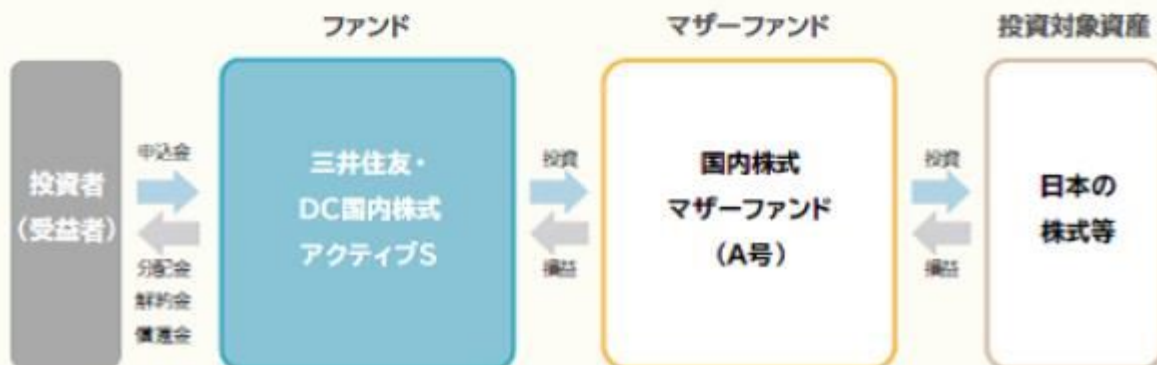 ファンド
マザーファンド
投資対象資産
投資者
(受益者)
申込金
分配金
解約金
償還金
三井住友・
DC国内株式
アクティブS
投資
損益
国内株式
マザーファンド
(A号)
投資
損益
日本の
株式等